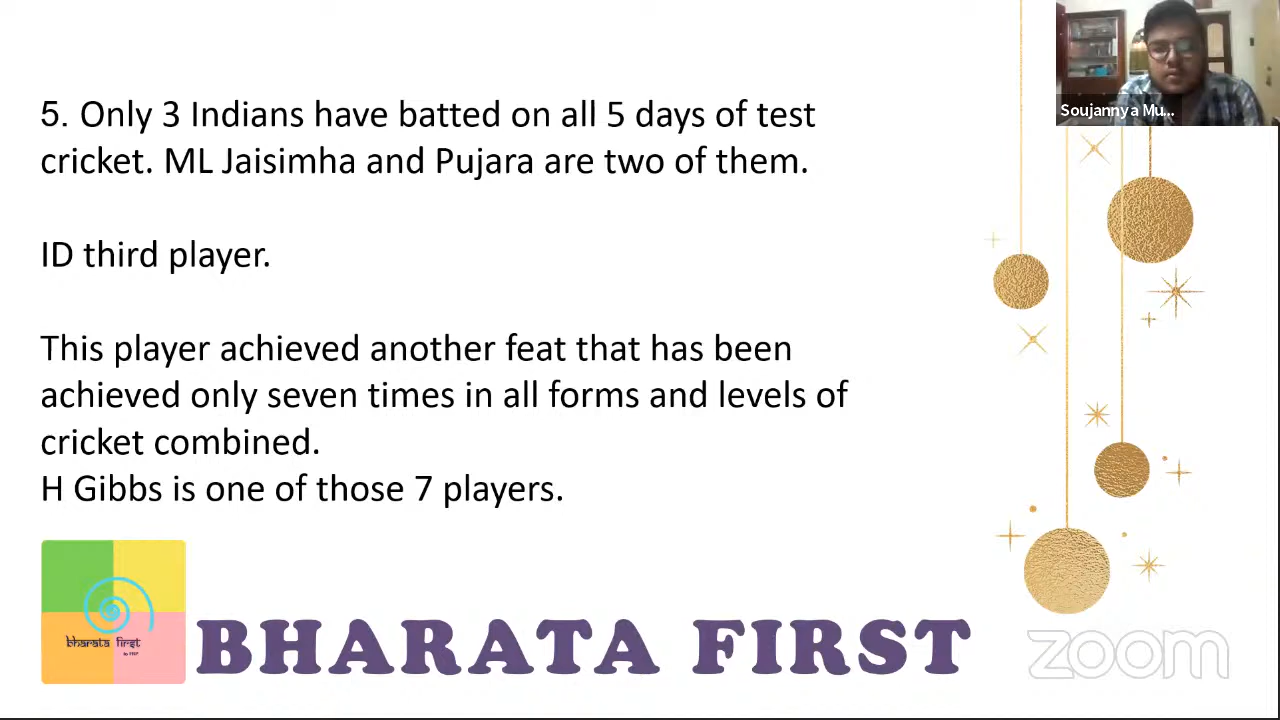 Soujannya Mu...
5. Only 3 Indians have batted on all 5 days of test
cricket. ML Jaisimha and Pujara are two of them.
ID third player.
This player achieved another feat that has been
achieved only seven times in all forms and levels of
cricket combined.
H Gibbs is one of those 7 players.
bharata first
BHARATA FIRST
zoom